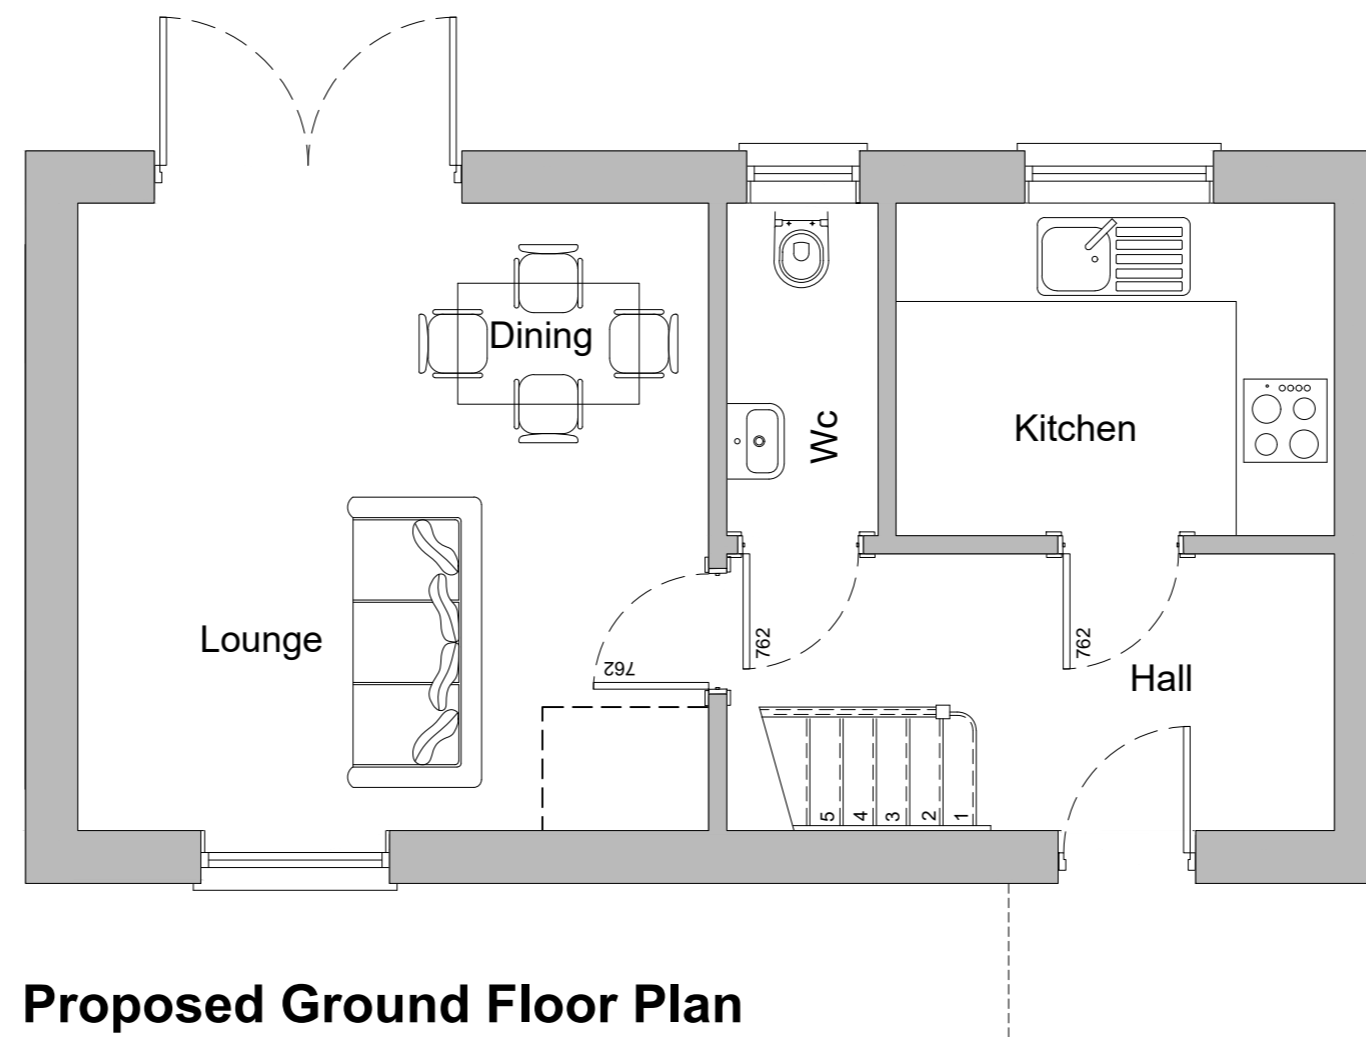 Dining
Wc
Kitchen
Lounge
762
762
762
Hall
5 4 3 2 1
Proposed Ground Floor Plan